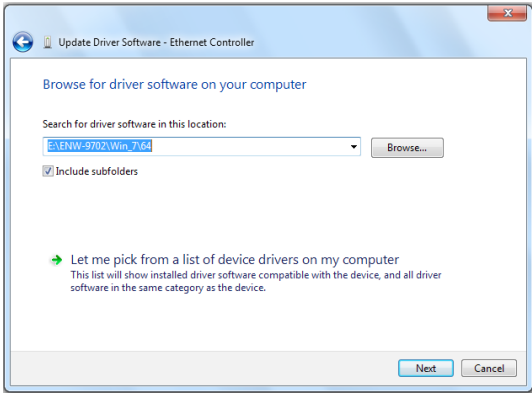 Update Driver Software - Ethernet Controller
Browse for driver software on your computer
Search for driver software in this location:
E:\ENW-9702\Win_7\64
Browse...
Include subfolders
Let me pick from a list of device drivers on my computer
This list will show installed driver software compatible with the device, and all driver
software in the same category as the device.
Next
Cancel